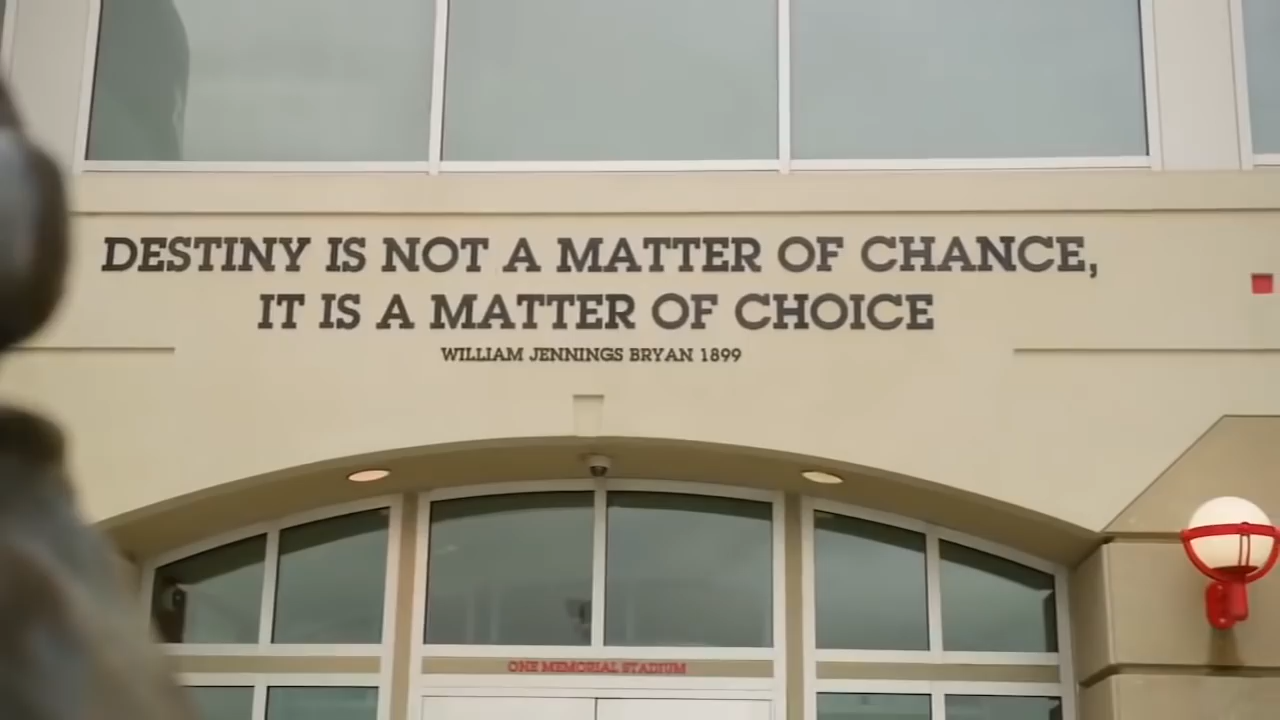 DESTINY IS NOT A MATTER OF CHANCE,
IT IS A MATTER OF CHOICE
WILLIAM JENNINGS BRYAN 1899
ONE MEMORIAL STADIUM